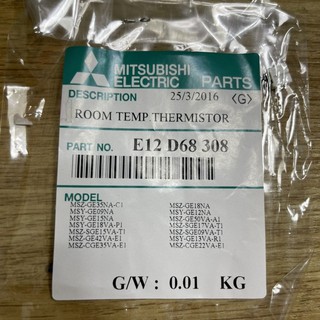 MITSUBISHI
ELECTRIC PARTS
DESCRIPTION 25/3/2016 <G>
ROOM TEMP.THERMISTOR
PART NO. E12 D68 308
MODEL
MSZ-GE35NA-C1 MSZ-GE18NA
MSY-GE09NA MSY-GE12NA
MSY-GE15NA MSZ-GE50VA-A1
MSY-GE18VA-P1 MSZ-SGE17VA-T1
MSZ-SGE15VA-T1 MSZ-SGE09VA-T1
MSZ-GE42VA-E1 MSY-GE13VA-R1
MSZ-CGE35VA-E1 MSZ-CGE22VA-E1
G/W : 0.01 KG